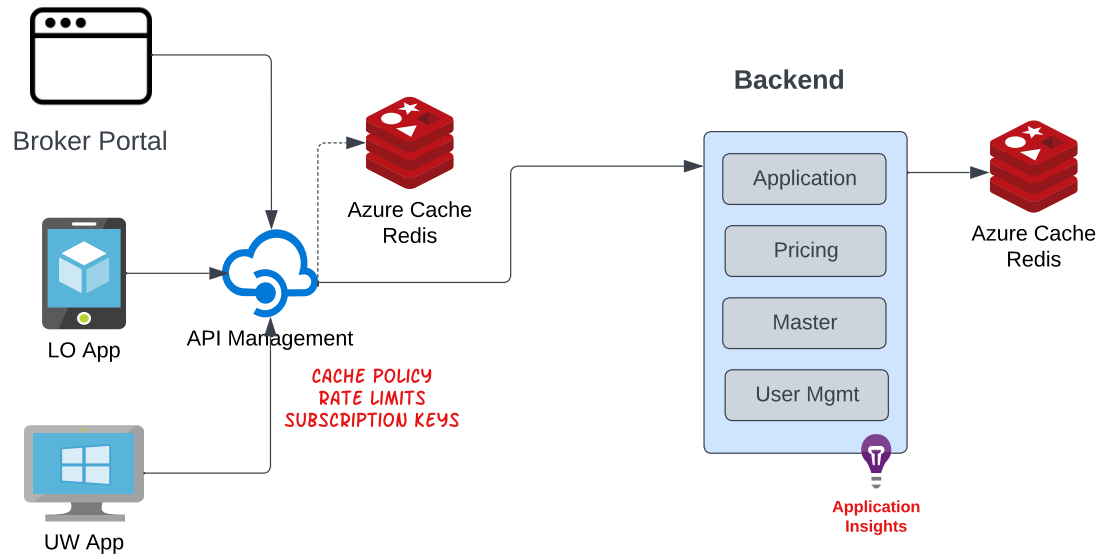 Broker Portal
LO App
UW App
API Management
CACHE POLICY
RATE LIMITS
SUBSCRIPTION KEYS
Azure Cache
Redis
Backend
Application
Pricing
Master
User Mgmt
Application
Insights
Azure Cache
Redis